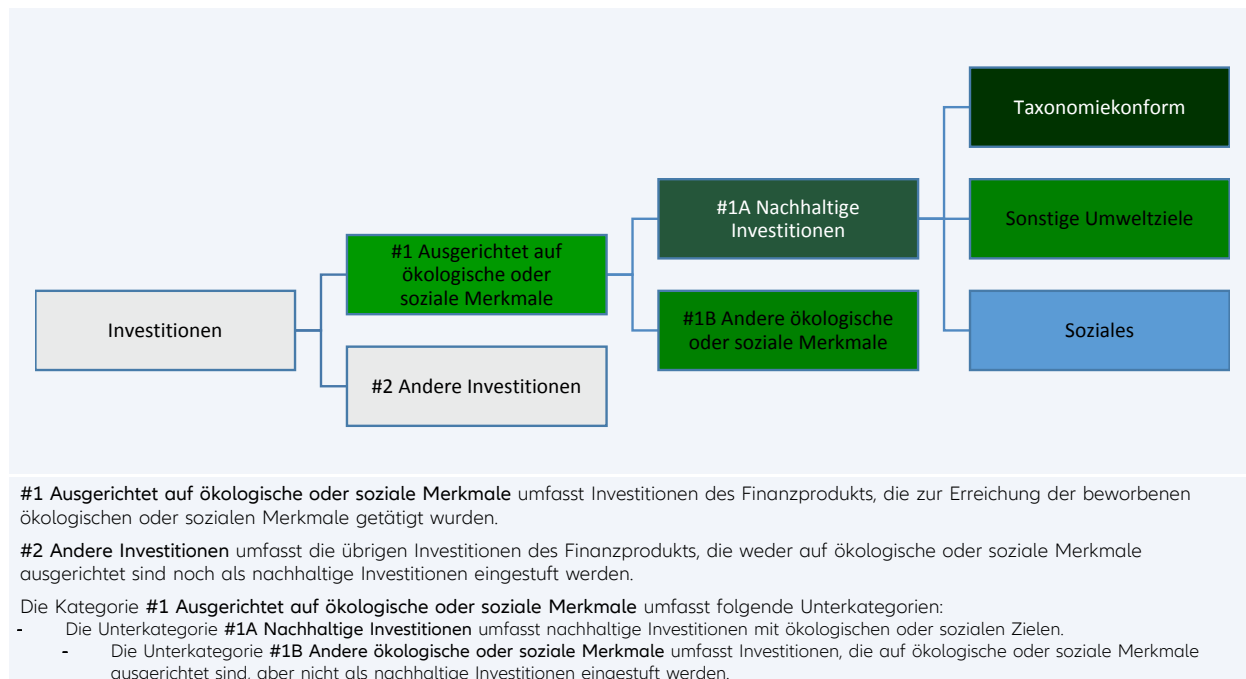 Taxonomiekonform
#1A Nachhaltige
Investitionen
Sonstige Umweltziele
#1 Ausgerichtet auf
ökologische oder
soziale Merkmale
Investitionen
#1B Andere ökologische
oder soziale Merkmale
Soziales
#2 Andere Investitionen
#1 Ausgerichtet auf ökologische oder soziale Merkmale umfasst Investitionen des Finanzprodukts, die zur Erreichung der beworbenen
ökologischen oder sozialen Merkmale getätigt wurden.
#2 Andere Investitionen umfasst die übrigen Investitionen des Finanzprodukts, die weder auf ökologische oder soziale Merkmale
ausgerichtet sind noch als nachhaltige Investitionen eingestuft werden.
Die Kategorie #1 Ausgerichtet auf ökologische oder soziale Merkmale umfasst folgende Unterkategorien:
- Die Unterkategorie #1A Nachhaltige Investitionen umfasst nachhaltige Investitionen mit ökologischen oder sozialen Zielen.
- Die Unterkategorie #1B Andere ökologische oder soziale Merkmale umfasst Investitionen, die auf ökologische oder soziale Merkmale
ausgerichtet sind, aber nicht als nachhaltige Investitionen eingestuft werden.